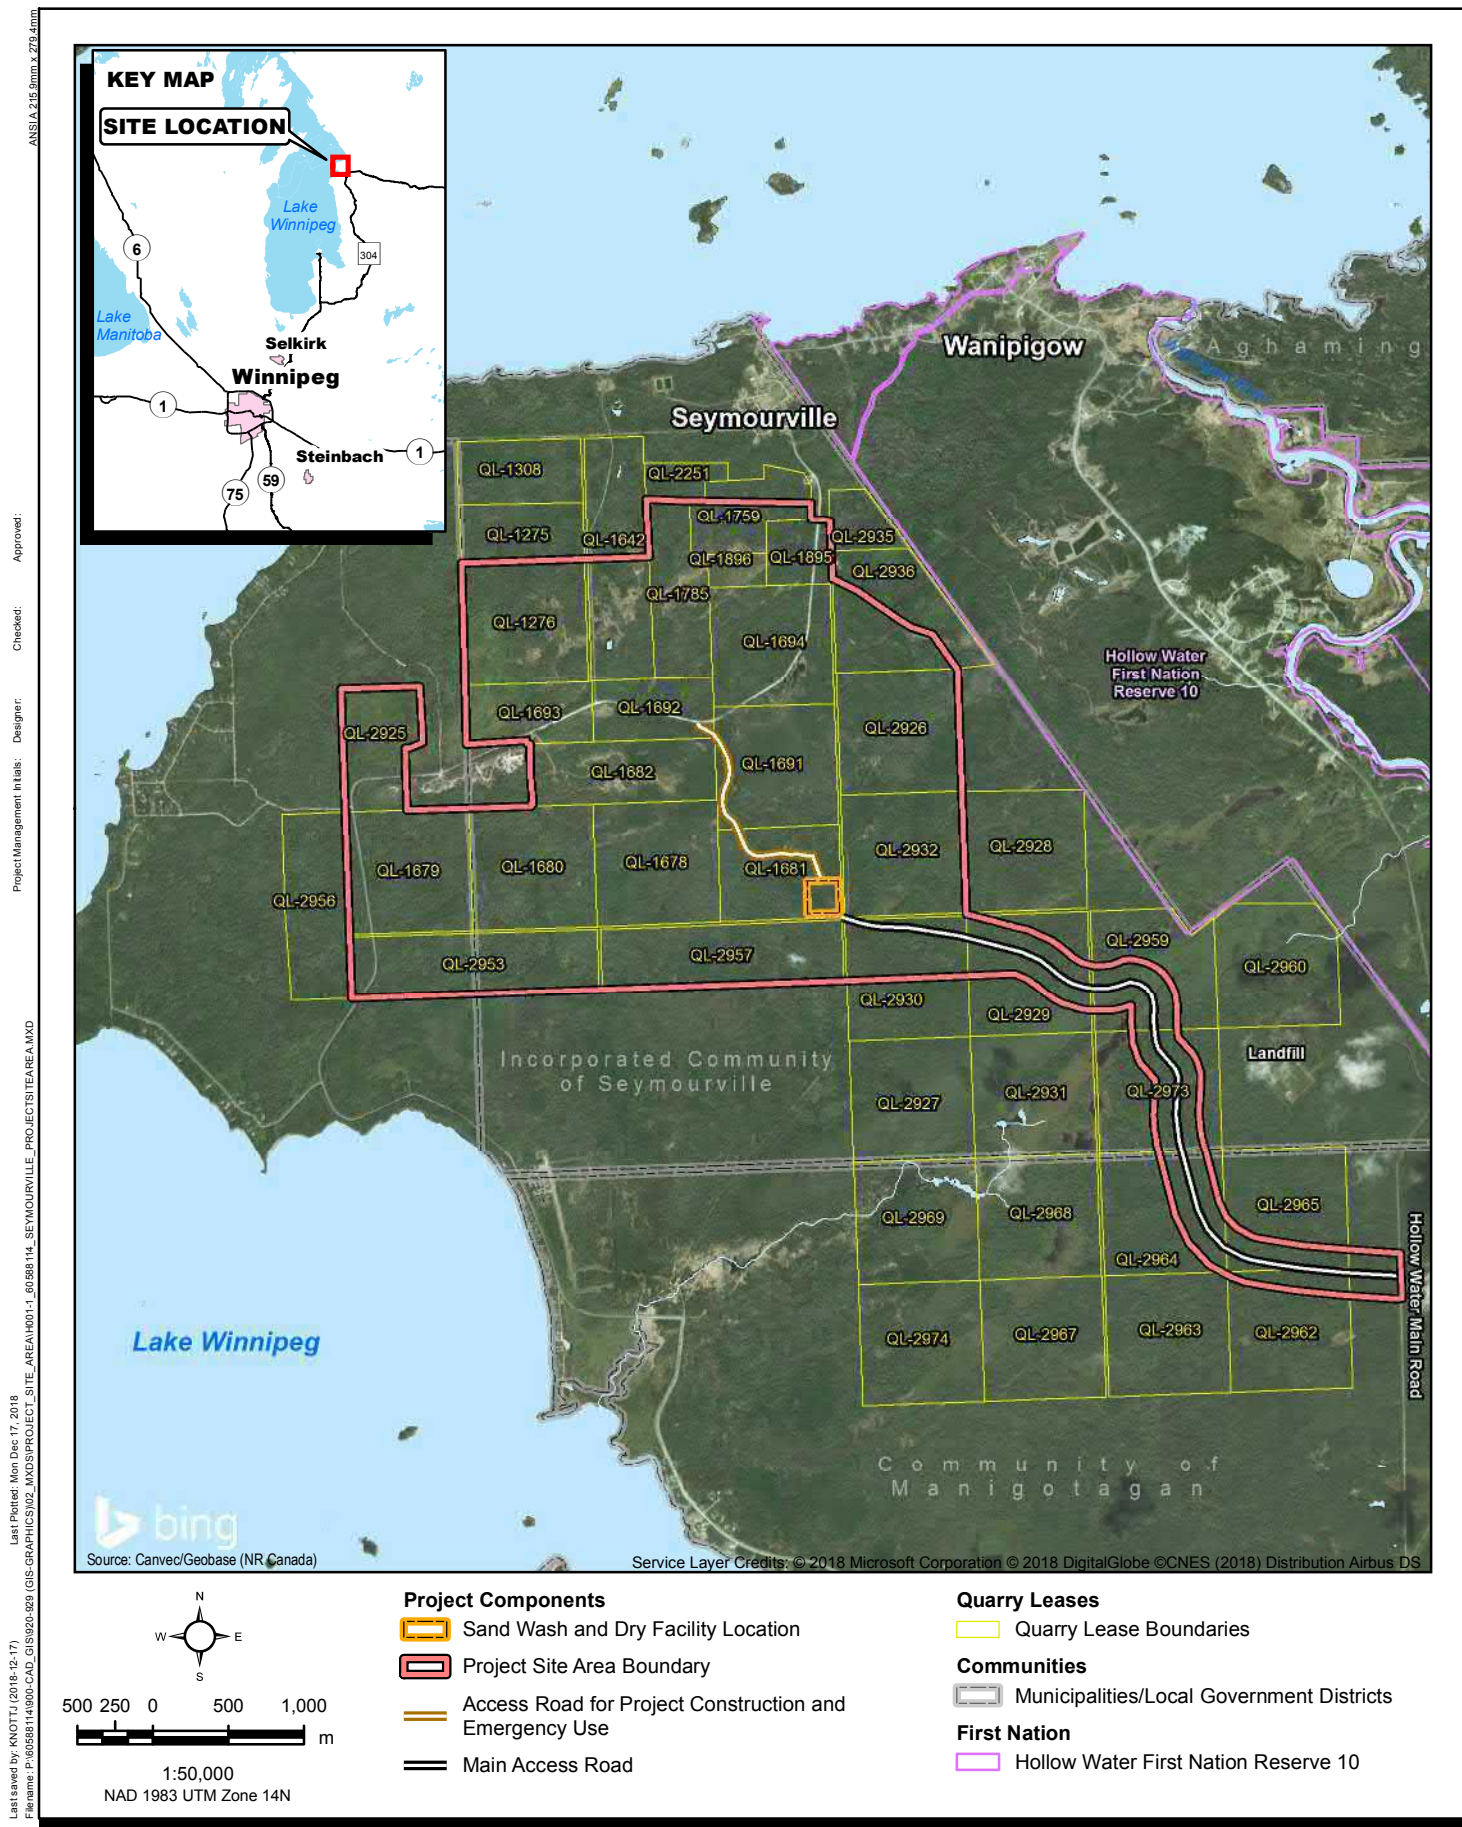 ANSI A 215.9mm x 279.4mm
Approved:
Checked:
Designer:
Project Management Initials:
Last Plotted: Mon Dec 17, 2018
Last saved by: KNOTTJ (2018-12-17)
KEY MAP
SITE LOCATION
Lake
Winnipeg
6
304
Lake
Manitoba
Selkirk
Winnipeg
1
Steinbach
1
75
59
Wanipigow
Aghaming
Seymourville
QL-1308
QL-2251
QL-1275
QL-1642
QL-1759
QL-2935
QL-1896
QL-1895
QL-2936
QL-1785
QL-1276
QL-1694
Hollow Water
First Nation
Reserve 10
QL-1693
QL-1692
QL-2925
QL-2926
QL-1682
QL-1691
QL-1679
QL-1680
QL-1678
QL-1681
QL-2932
QL-2928
QL-2956
QL-2953
QL-2957
QL-2959
QL-2960
QL-2930
QL-2929
Incorporated Community
of Seymourville
Landfill
QL-2927
QL-2931
QL-2973
QL-2969
QL-2968
QL-2965
QL-2964
Hollow Water Main Road
Lake Winnipeg
QL-2974
QL-2967
QL-2963
QL-2962
Community of
Manigotagan
bing
Source: Canvec/Geobase (NR Canada)
Service Layer Credits: © 2018 Microsoft Corporation © 2018 DigitalGlobe ©CNES (2018) Distribution Airbus DS
N
W E
S
500 250 0 500 1,000
m
1:50,000
NAD 1983 UTM Zone 14N
Project Components
Sand Wash and Dry Facility Location
Project Site Area Boundary
Access Road for Project Construction and
Emergency Use
Main Access Road
Quarry Leases
Quarry Lease Boundaries
Communities
Municipalities/Local Government Districts
First Nation
Hollow Water First Nation Reserve 10